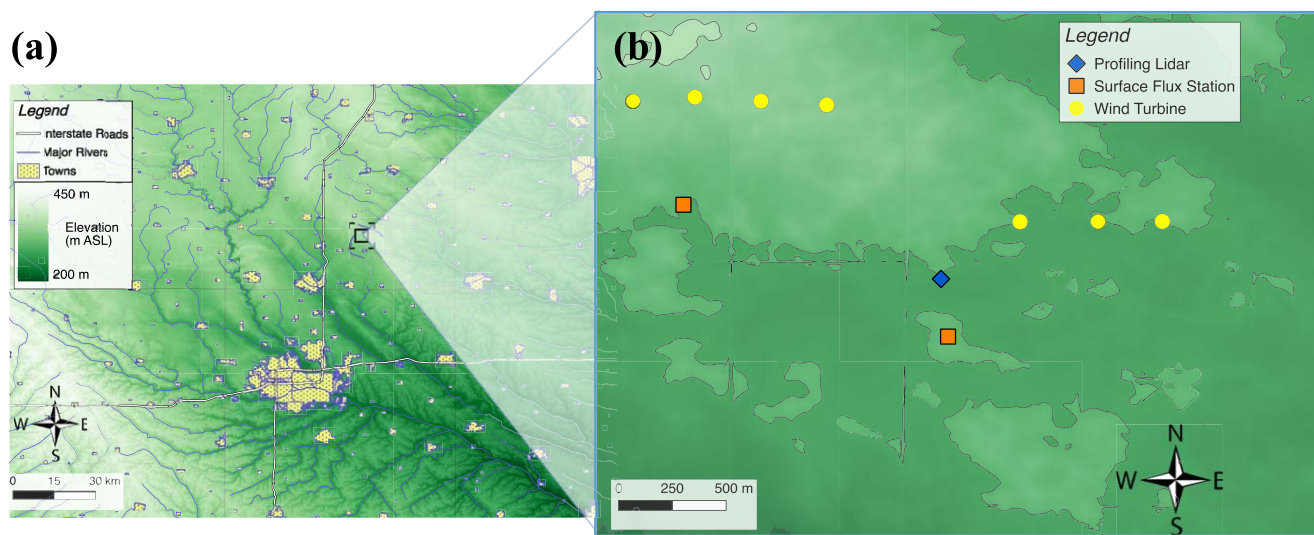 (a)
Legend
Interstate Roads
Major Rivers
Towns
450 m
Elevation
(m ASL)
200 m
N
W E
S
0 15 30 km
(b)
Legend
Profiling Lidar
Surface Flux Station
Wind Turbine
0 250 500 m
N
W E
S